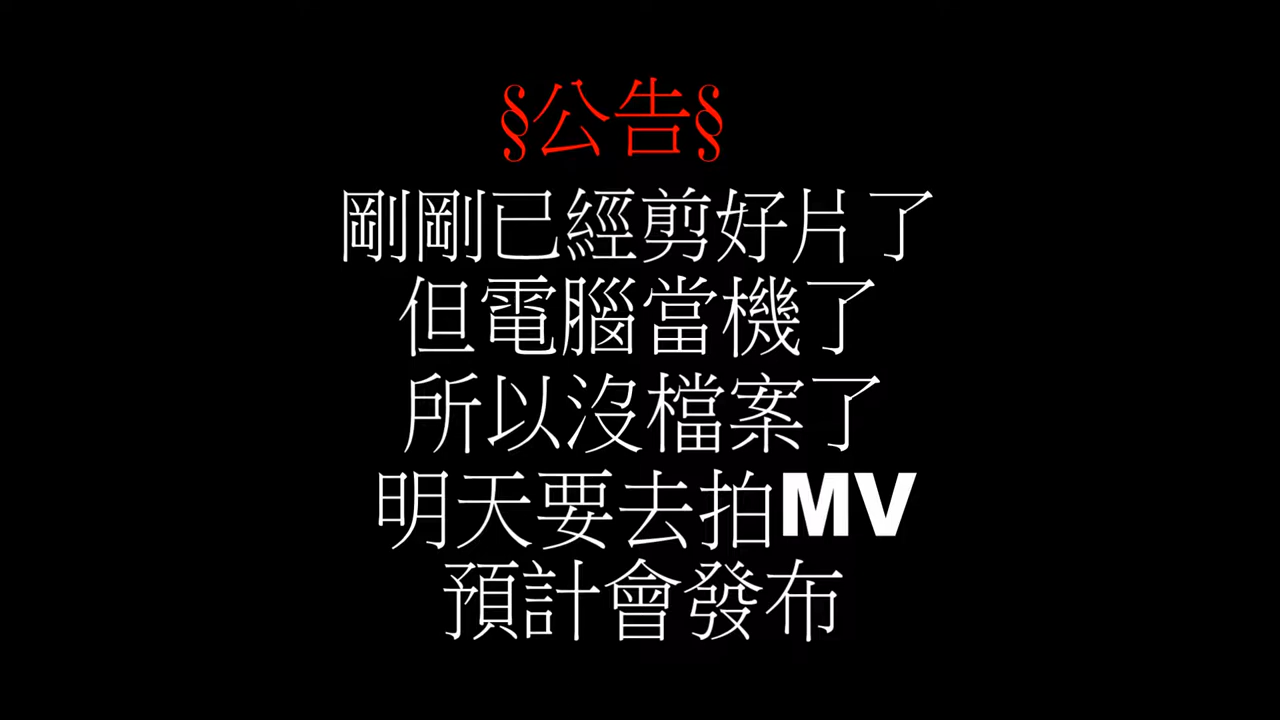 §公告§
剛剛已經剪好片了
但電腦當機了
所以沒檔案了
明天要去拍MV
預計會發布